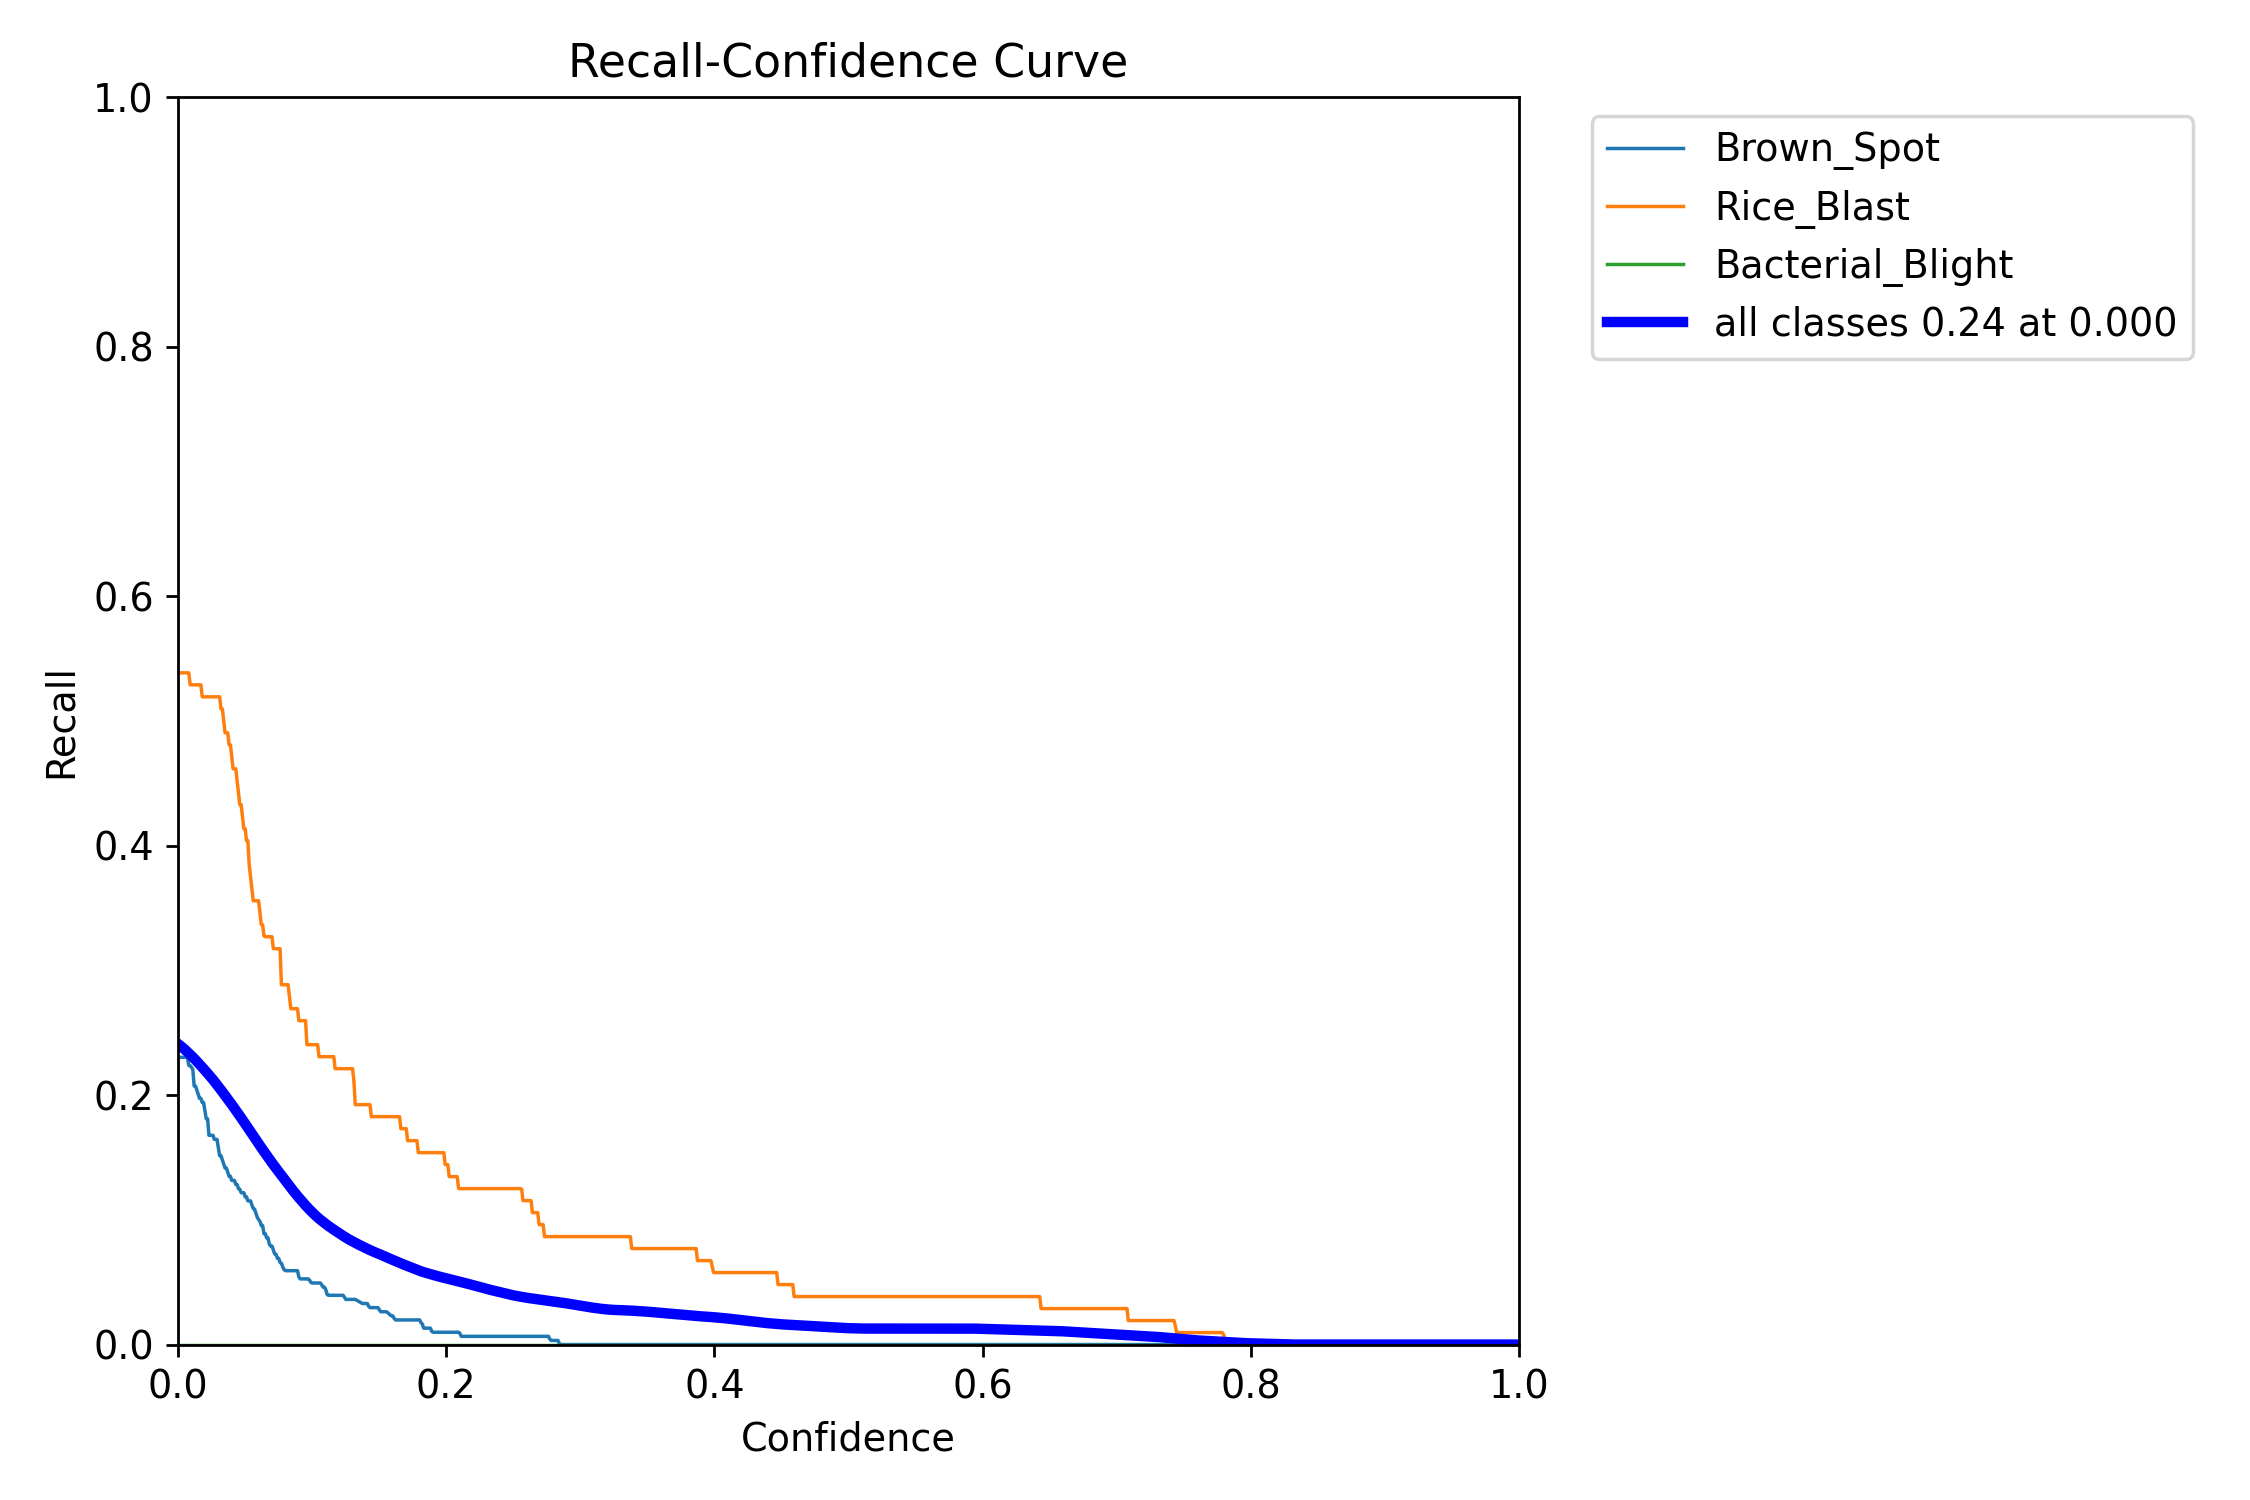 Recall-Confidence Curve
1.0
0.8
0.6
0.4
0.2
0.0
Recall
0.0 0.2 0.4 0.6 0.8 1.0
Confidence
Brown_Spot
Rice_Blast
Bacterial_Blight
all classes 0.24 at 0.000